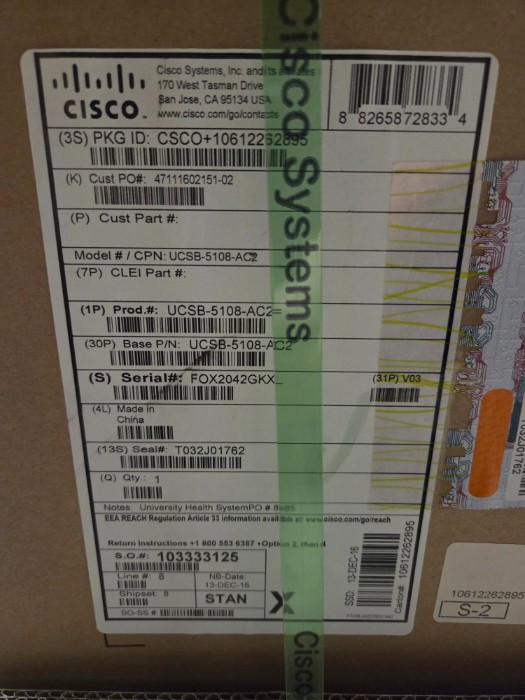 Cisco Systems
CISCO
Cisco Systems, Inc. and its
170 West Tasman Drive
San Jose, CA 95134 USA
www.cisco.com/go/contacts
8 82658 72833 4
(3S) PKG ID: CSCO+10612262895
(K) Cust PO#: 47111602151-02
(P) Cust Part #:
Model # / CPN: UCSB-5108-AC2
(7P) CLEI Part #:
(1P) Prod.#: UCSB-5108-AC2=
(30P) Base P/N: UCSB-5108-AC2
(S) Serial#: FOX2042GKX
(31P) V03
(4L) Made in
China
(13S) Seal#: T032J01762
(Q) Qty.: 1
Notes: University Health SystemPO #
EEA REACH Regulation Article 33 information available at: www.cisco.com/go/reach
Return Instructions +1 800 553 6387 +Option 2, then 4
S.O.#: 103333125
Line #: 8
NB-Date:
13-DEC-16
Shipset: 8
STAN
SO-SS #
SSD: 13-DEC-16
Carton#: 10612262895
T032J01762
10612262895
S-2
Cisco